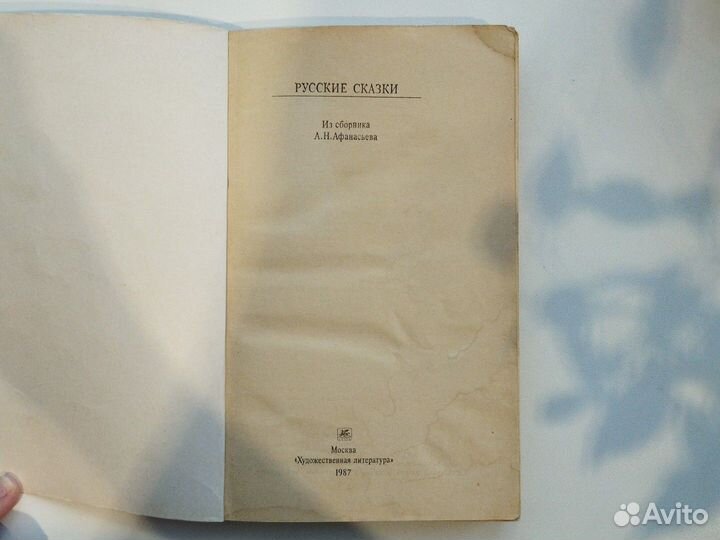 РУССКИЕ СКАЗКИ
Из сборника
А.Н.Афанасьева
Москва
«Художественная литература»
1987
Avito